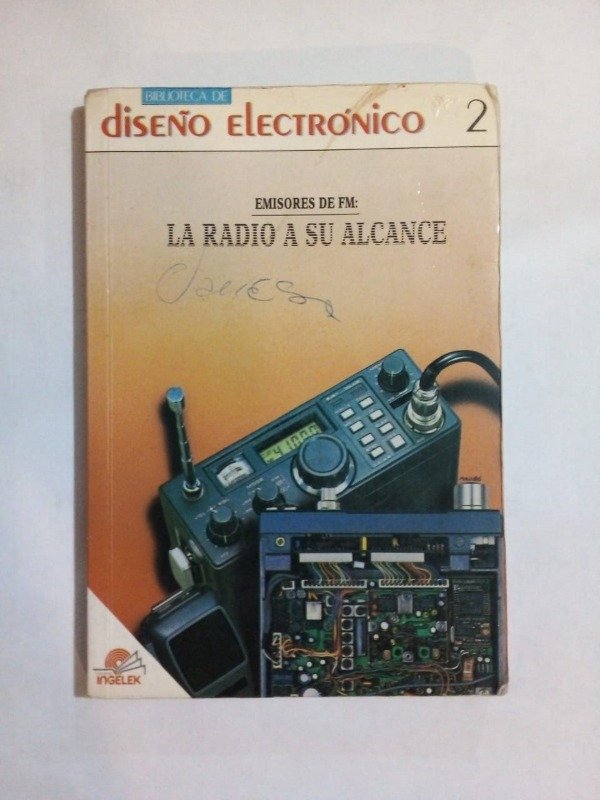 BIBLIOTECA DE
diseño electrónico 2
EMISORES DE FM:
LA RADIO A SU ALCANCE
INGELEK